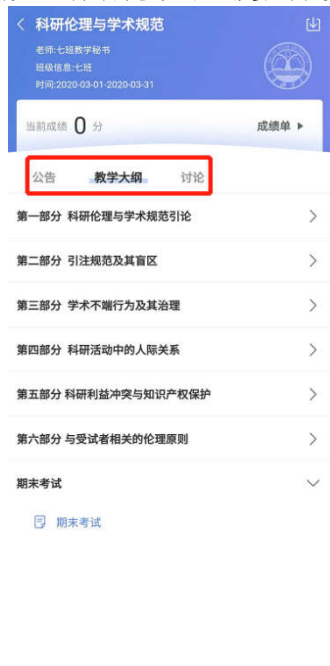 科研伦理与学术规范
老师:七班教学秘书
班级信息:七班
时间:2020-03-01-2020-03-31
当前成绩 0 分 成绩单
公告 教学大纲 讨论
第一部分 科研伦理与学术规范引论
第二部分 引注规范及其盲区
第三部分 学术不端行为及其治理
第四部分 科研活动中的人际关系
第五部分 科研利益冲突与知识产权保护
第六部分 与受试者相关的伦理原则
期末考试
期末考试